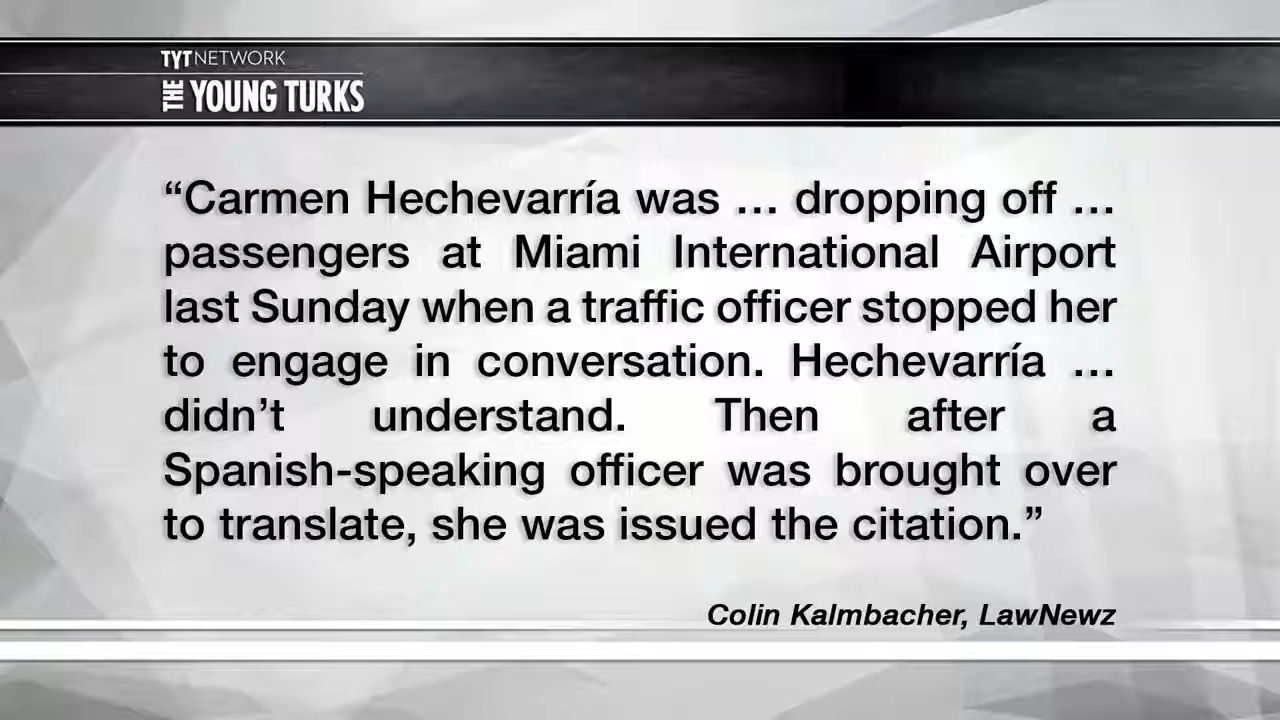 TYT NETWORK
THE YOUNG TURKS
“Carmen Hechevarría was ... dropping off ...
passengers at Miami International Airport
last Sunday when a traffic officer stopped her
to engage in conversation. Hechevarría ...
didn’t understand. Then after a
Spanish-speaking officer was brought over
to translate, she was issued the citation.”
Colin Kalmbacher, LawNewz